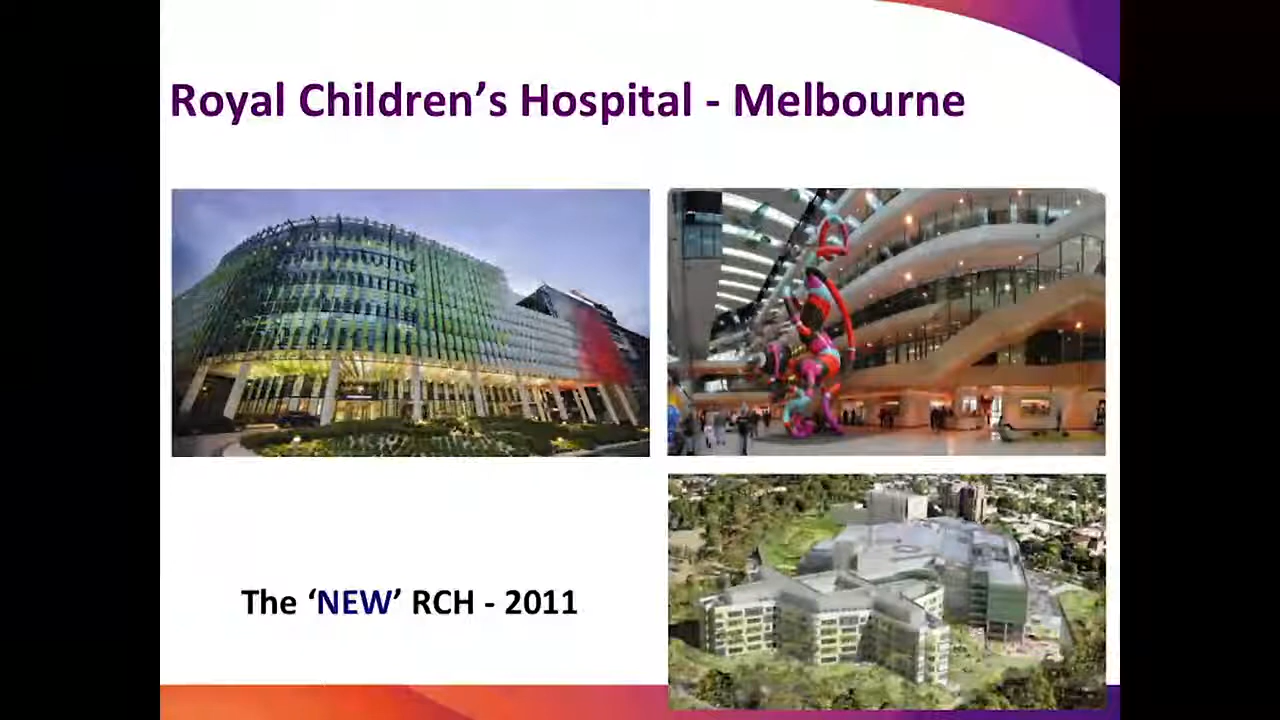 Royal Children’s Hospital - Melbourne
The ‘NEW’ RCH - 2011